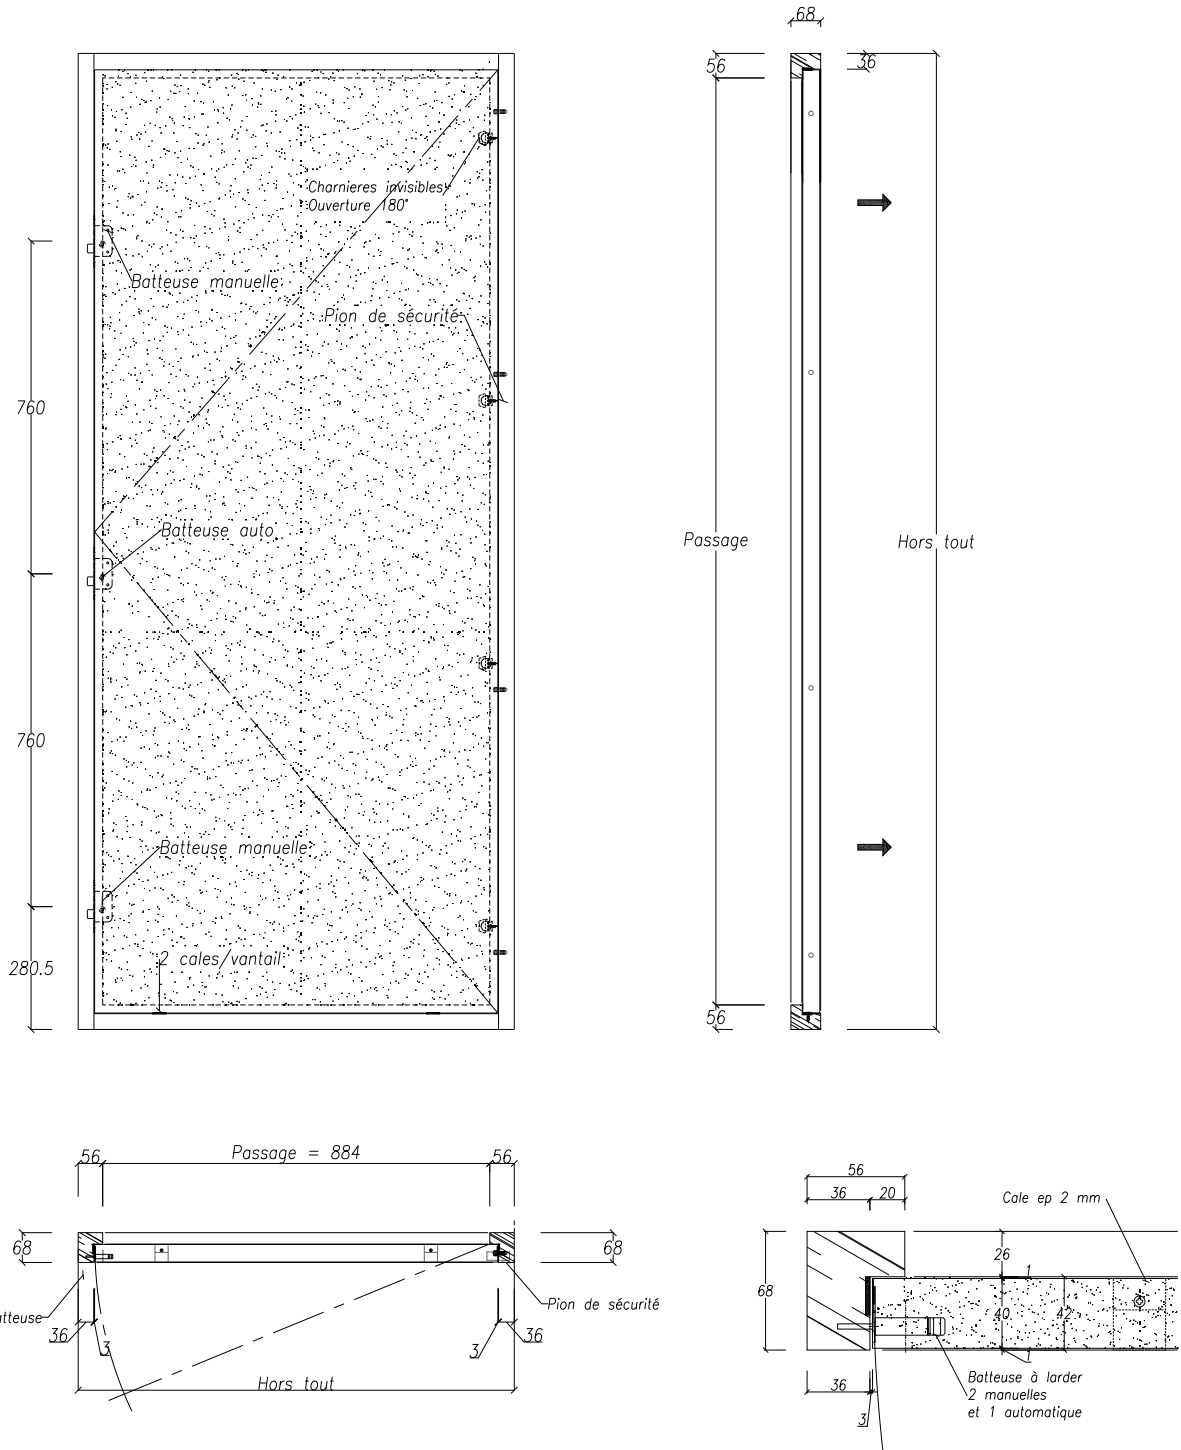 68
56
36
Charnieres invisibles
Ouverture 180°
Batteuse manuelle
Pion de sécurité
760
Batteuse auto
Passage
Hors tout
760
Batteuse manuelle
2 cales/vantail
280.5
56
56
Passage = 884
56
68
68
Pion de sécurité
36
3
3
36
Hors tout
56
36
20
Cale ep 2 mm
26
1
68
40
42
1
36
3
Batteuse à larder
2 manuelles
et 1 automatique